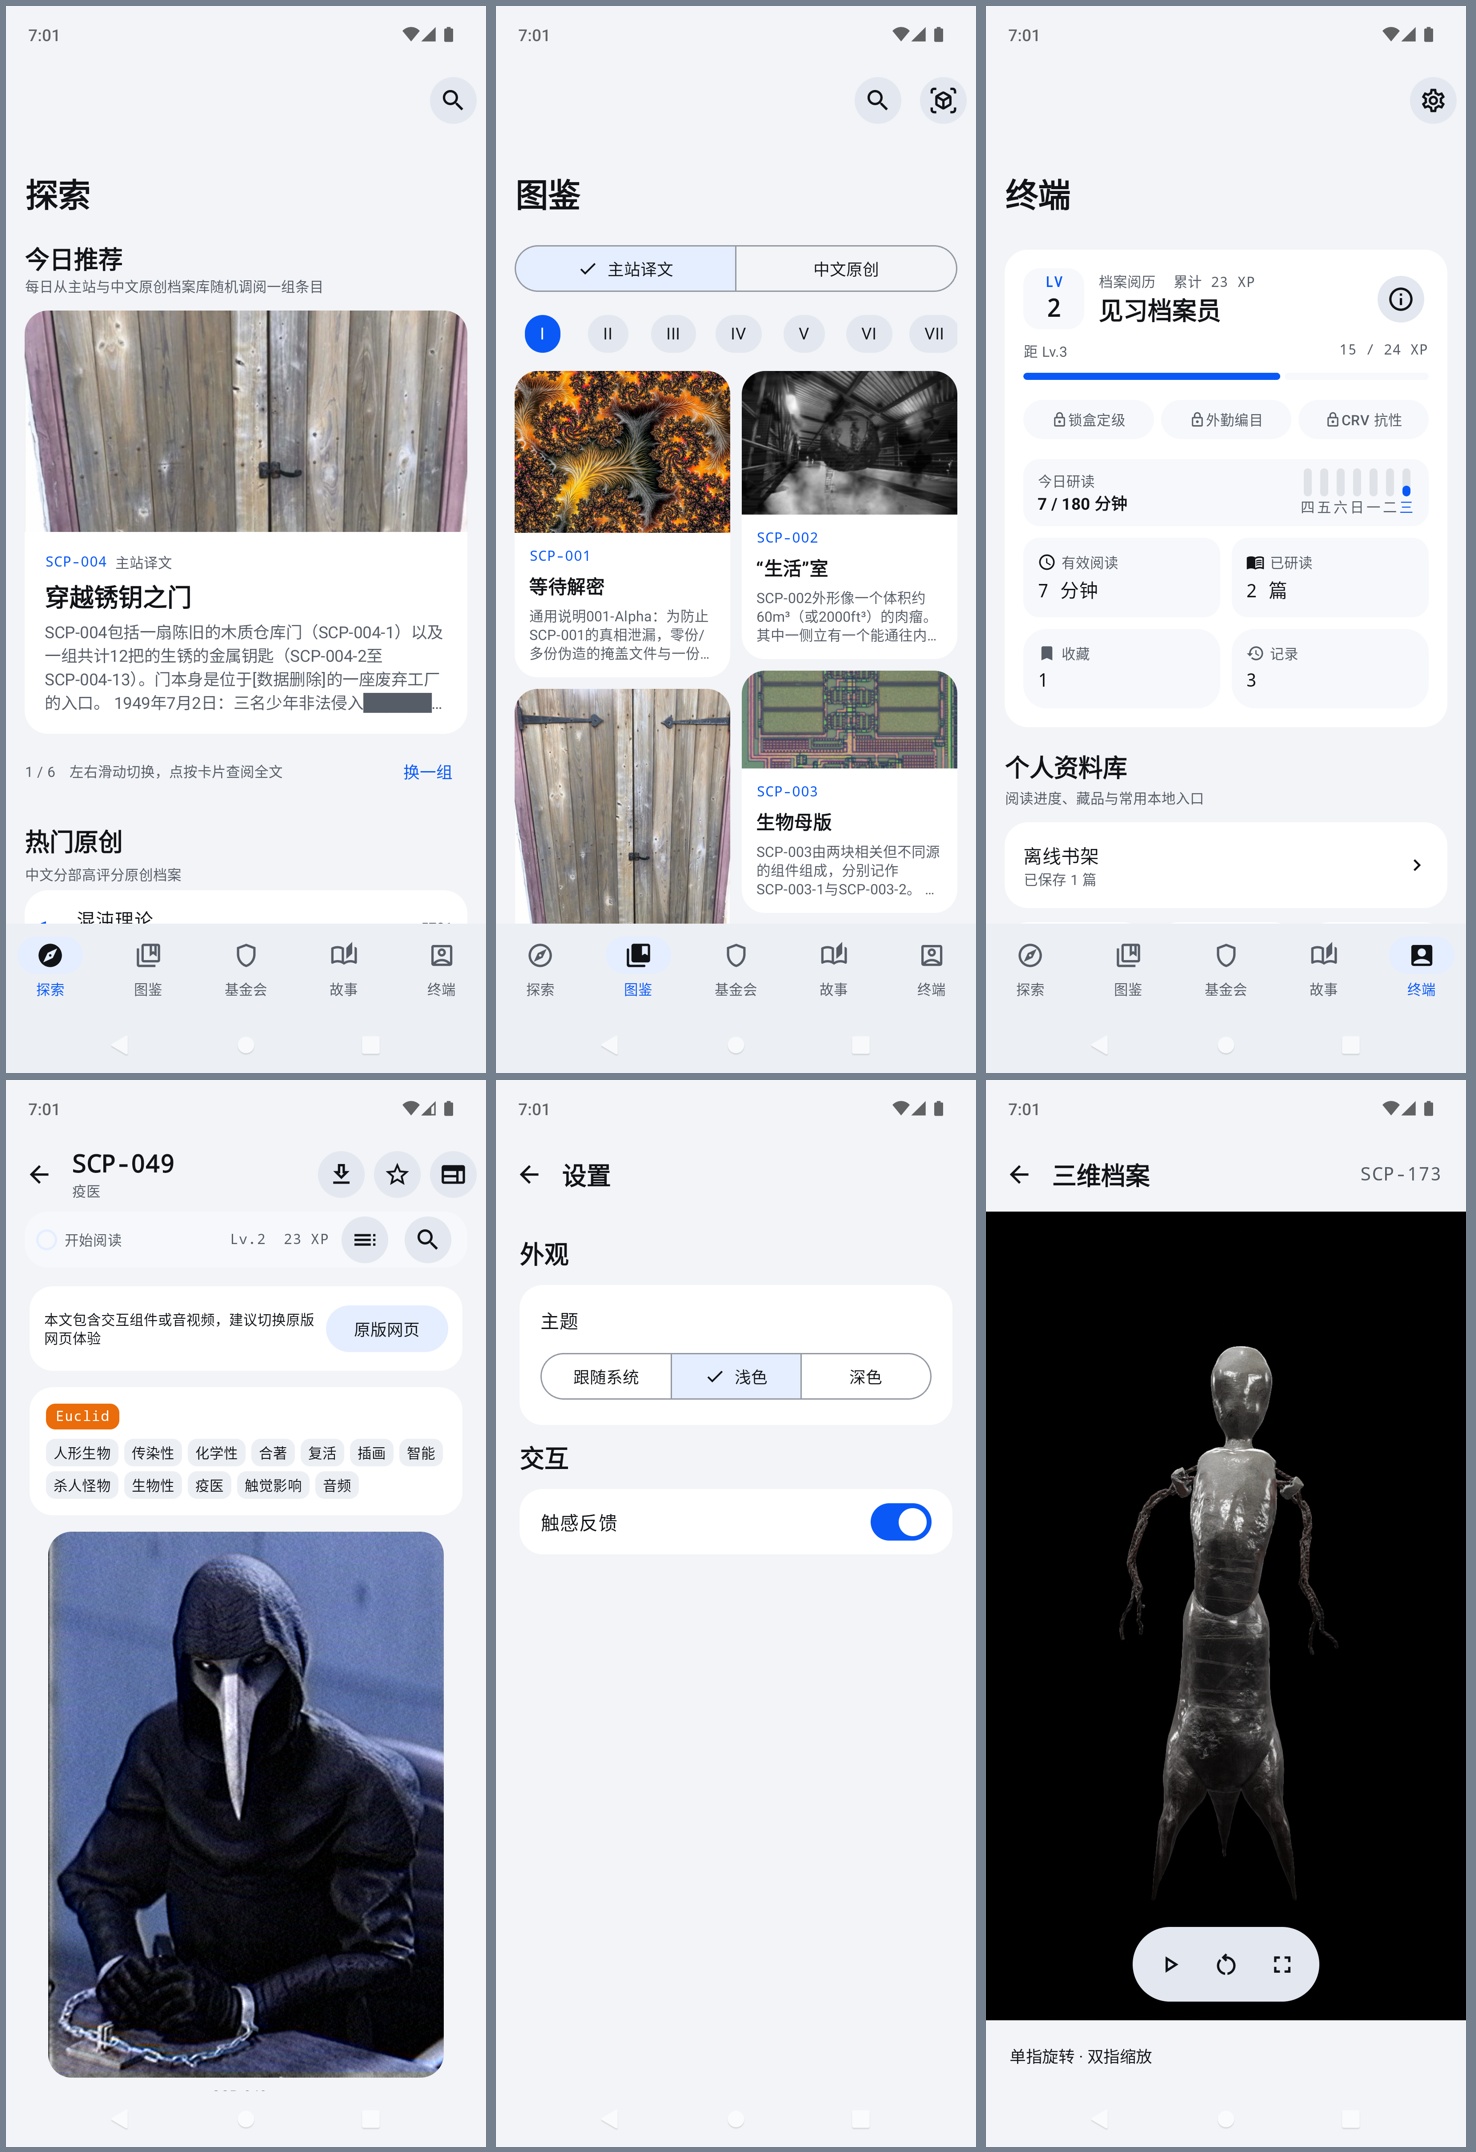 7:01
探索
今日推荐
每日从主站与中文原创档案库随机调阅一组条目
SCP-004 主站译文
穿越锈钥之门
SCP-004包括一扇陈旧的木质仓库门（SCP-004-1）以及
一组共计12把的生锈的金属钥匙（SCP-004-2至
SCP-004-13）。门本身是位于[数据删除]的一座废弃工厂
的入口。 1949年7月2日：三名少年非法侵入██████…
1 / 6 左右滑动切换，点按卡片查阅全文
换一组
热门原创
中文分部高评分原创档案
混沌理论
探索
图鉴
基金会
故事
终端
7:01
图鉴
主站译文
中文原创
I
II
III
IV
V
VI
VII
SCP-001
等待解密
通用说明001-Alpha：为防止
SCP-001的真相泄漏，零份/
多份伪造的掩盖文件与一份…
SCP-002
“生活”室
SCP-002外形像一个体积约
60m³（或2000ft³）的肉瘤。
其中一侧立有一个能通往内…
SCP-003
生物母版
SCP-003由两块相关但不同源
的组件组成，分别记作
SCP-003-1与SCP-003-2。 …
探索
图鉴
基金会
故事
终端
7:01
终端
LV
2
档案阅历 累计 23 XP
见习档案员
距 Lv.3
15 / 24 XP
锁盒定级
外勤编目
CRV 抗性
今日研读
7 / 180 分钟
四五六日一二三
有效阅读
7 分钟
已研读
2 篇
收藏
1
记录
3
个人资料库
阅读进度、藏品与常用本地入口
离线书架
已保存 1 篇
探索
图鉴
基金会
故事
终端
7:01
SCP-049
疫医
开始阅读
Lv.2 23 XP
本文包含交互组件或音视频，建议切换原版
网页体验
原版网页
Euclid
人形生物 传染性 化学性 合著 复活 插画 智能
杀人怪物 生物性 疫医 触觉影响 音频
7:01
设置
外观
主题
跟随系统
浅色
深色
交互
触感反馈
7:01
三维档案
SCP-173
单指旋转 · 双指缩放